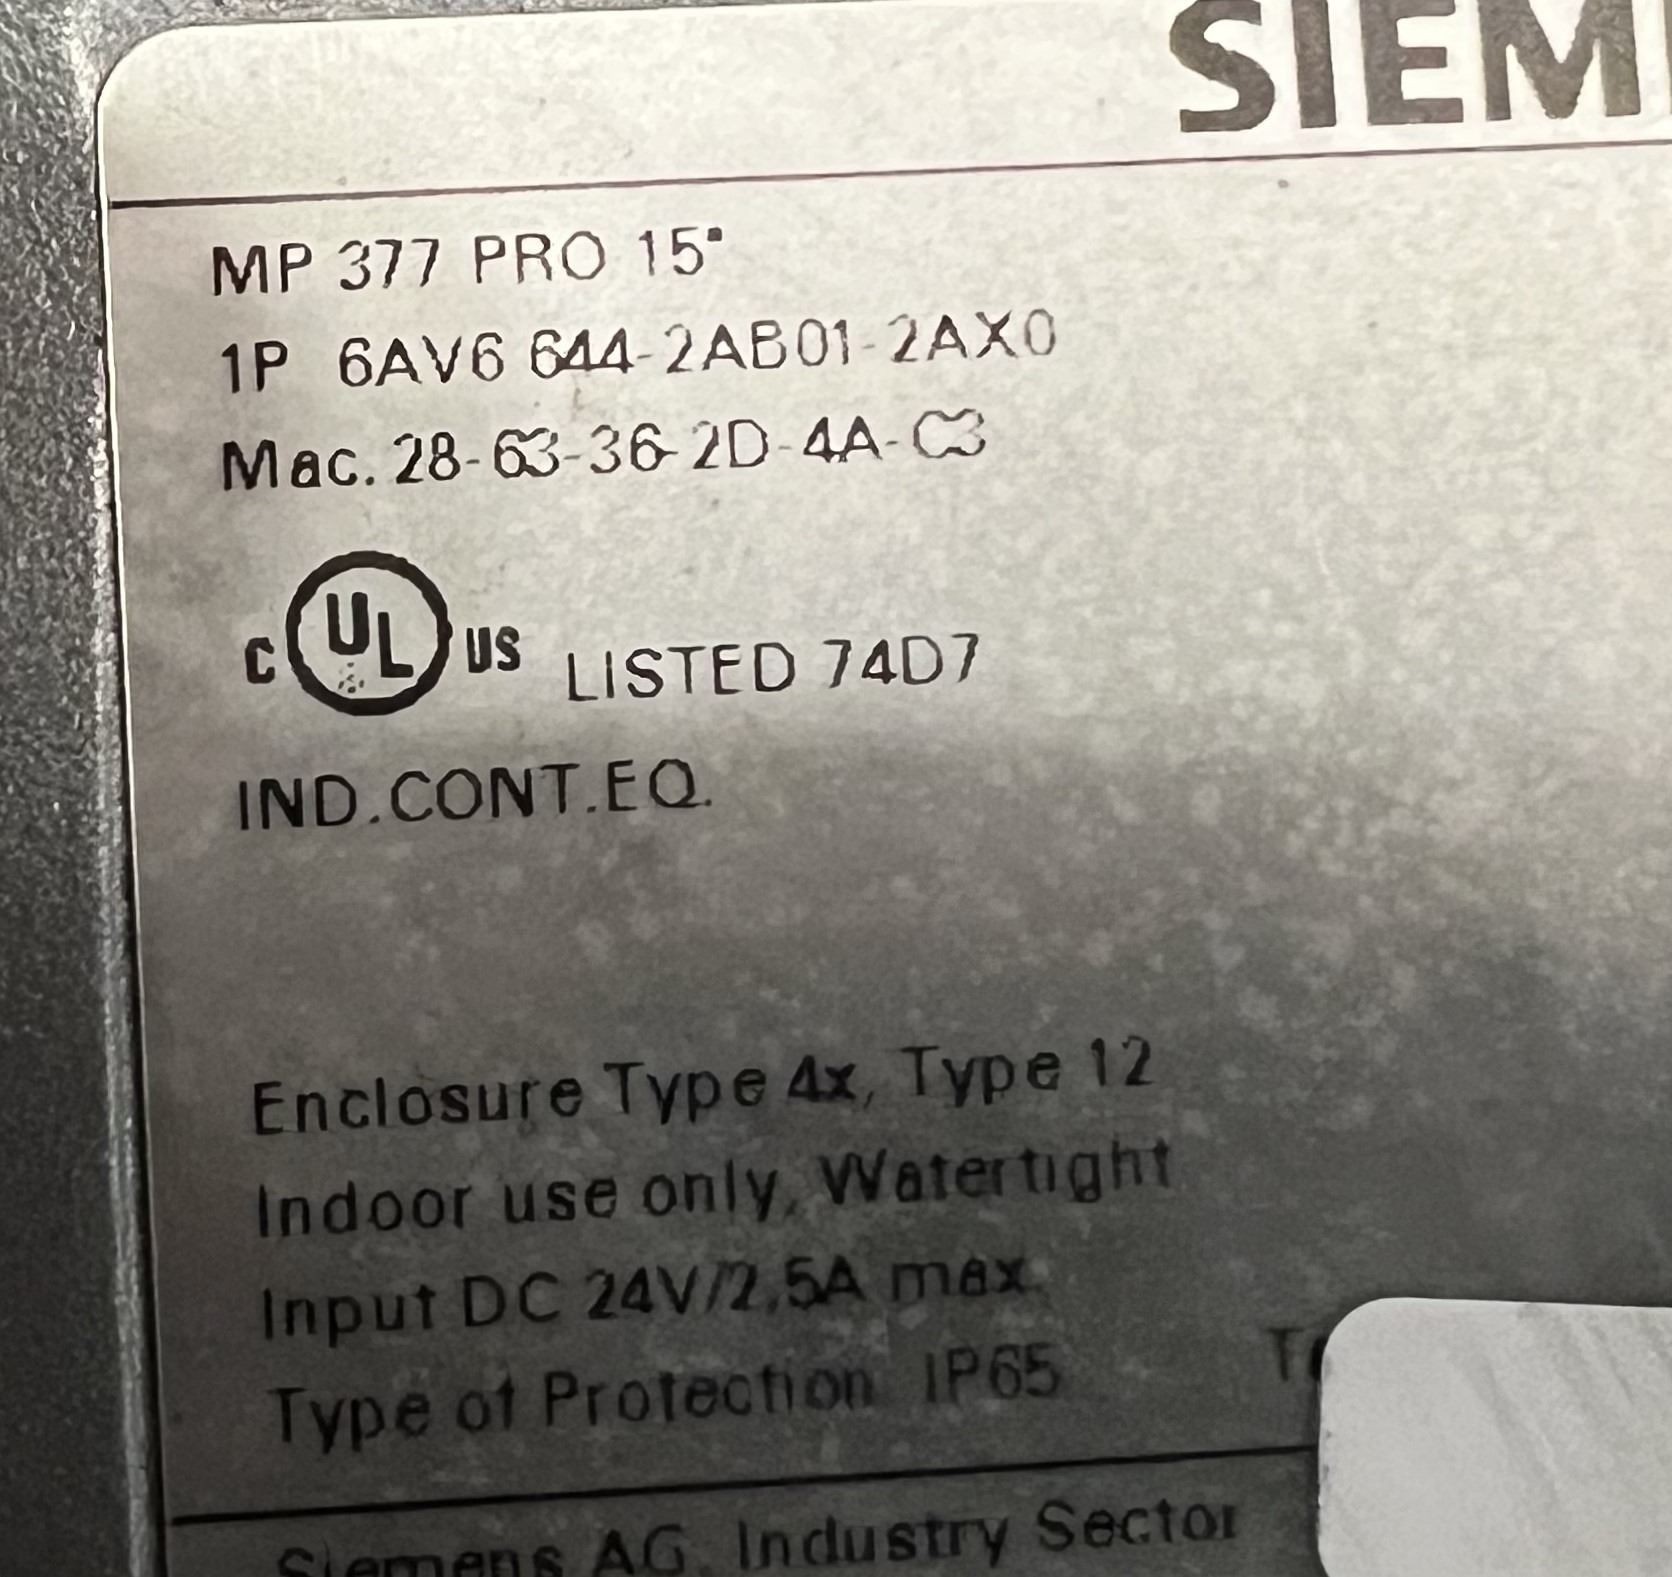 SIEM
MP 377 PRO 15"
1P 6AV6 644-2AB01-2AX0
Mac. 28-63-36-2D-4A-C3
C UL US LISTED 74D7
IND.CONT.EQ.
Enclosure Type 4x, Type 12
Indoor use only, Watertight
Input DC 24V/2,5A max.
Type of Protection IP65
Siemens AG, Industry Sector